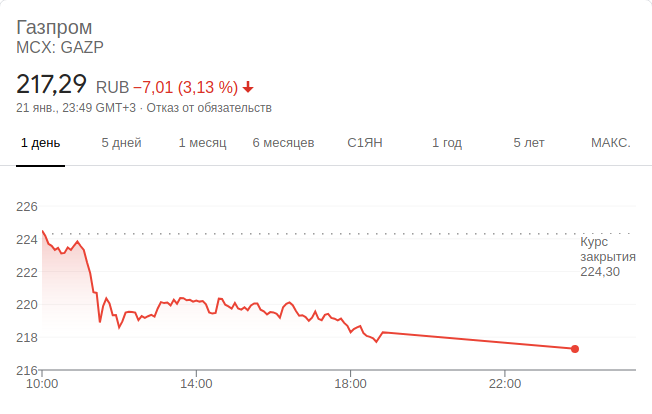 Газпром
MCX: GAZP
217,29 RUB −7,01 (3,13 %)
21 янв., 23:49 GMT+3 · Отказ от обязательств
1 день 5 дней 1 месяц 6 месяцев С1ЯН 1 год 5 лет МАКС.
226
224
222
220
218
216
Курс
закрытия
224,30
10:00 14:00 18:00 22:00